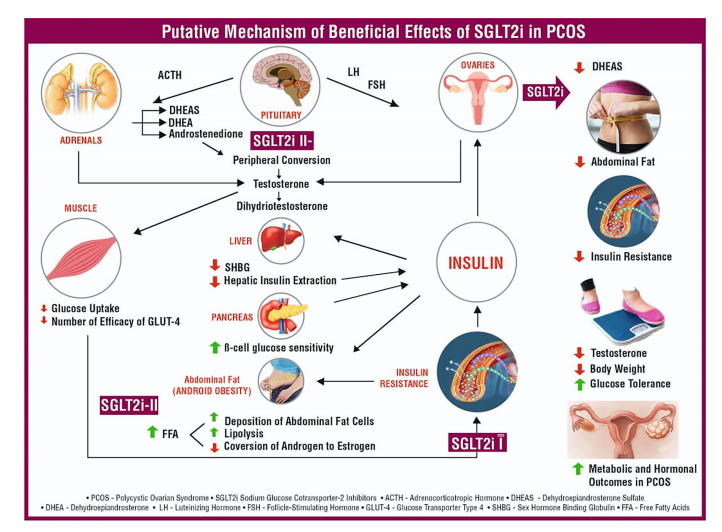 Putative Mechanism of Beneficial Effects of SGLT2i in PCOS
ADRENALS
ACTH
DHEAS
DHEA
Androstenedione
PITUITARY
LH
FSH
OVARIES
SGLT2i
DHEAS
SGLT2i II-
Peripheral Conversion
Testosterone
Dihydriotestosterone
Abdominal Fat
MUSCLE
Glucose Uptake
Number of Efficacy of GLUT-4
LIVER
SHBG
Hepatic Insulin Extraction
INSULIN
Insulin Resistance
PANCREAS
ß-cell glucose sensitivity
Abdominal Fat
(ANDROID OBESITY)
INSULIN
RESISTANCE
Testosterone
Body Weight
Glucose Tolerance
SGLT2i-II
FFA
Deposition of Abdominal Fat Cells
Lipolysis
Coversion of Androgen to Estrogen
SGLT2i
Metabolic and Hormonal
Outcomes in PCOS
• PCOS - Polycystic Ovarian Syndrome • SGLT2i Sodium Glucose Cotransporter-2 Inhibitors • ACTH - Adrenocorticotropic Hormone • DHEAS - Dehydroepiandrosterone Sulfate
• DHEA - Dehydroepiandrosterone • LH - Luteinizing Hormone • FSH - Follicle-Stimulating Hormone • GLUT-4 - Glucose Transporter Type 4 • SHBG - Sex Hormone Binding Globulin • FFA - Free Fatty Acids